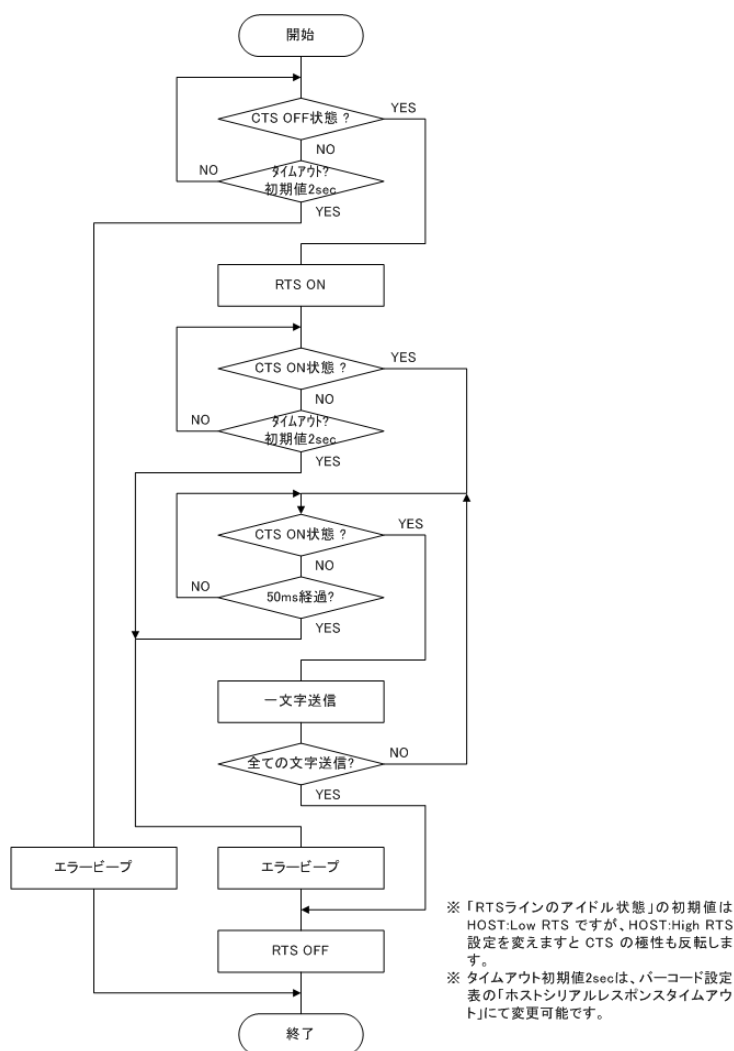 開始
CTS OFF状態 ?
YES
NO
タイムアウト?
初期値2sec
NO
YES
RTS ON
CTS ON状態 ?
YES
NO
タイムアウト?
初期値2sec
NO
YES
CTS ON状態 ?
YES
NO
50ms経過?
NO
YES
一文字送信
全ての文字送信?
NO
YES
エラービープ
エラービープ
RTS OFF
終了
※ 「RTSラインのアイドル状態」の初期値は
HOST:Low RTS ですが、HOST:High RTS
設定を変えますと CTS の極性も反転しま
す。
※ タイムアウト初期値2secは、バーコード設定
表の「ホストシリアルレスポンスタイムアウ
ト」にて変更可能です。